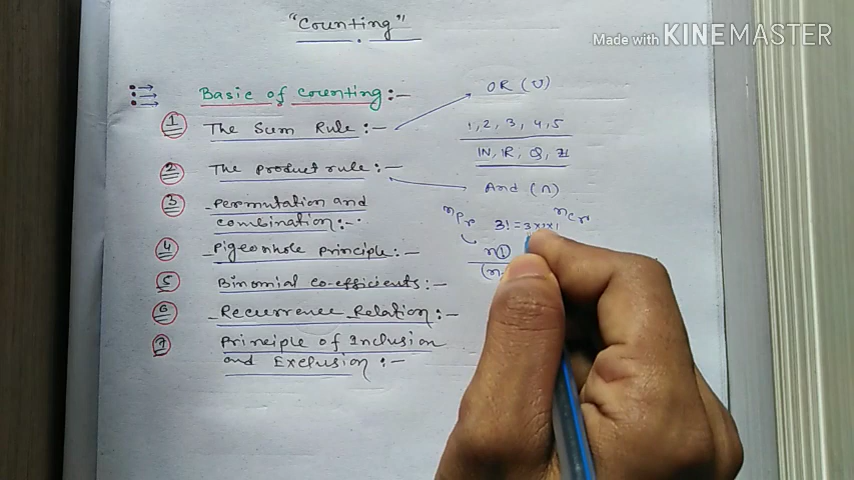 "Counting"
Made with KINEMASTER
Basic of Counting:-
OR (U)
1 The Sum Rule:-
1, 2, 3, 4, 5
IN, IR, Q, Z
2 The product rule:-
And (∩)
3 Permutation and
combination:-
nPr
nCr
3! = 3×2×1
4 Pigeonhole principle:-
n!
(n-
5 Binomial co-efficients:-
6 Recurrence Relation:-
7 Principle of Inclusion
and Exclusion:-